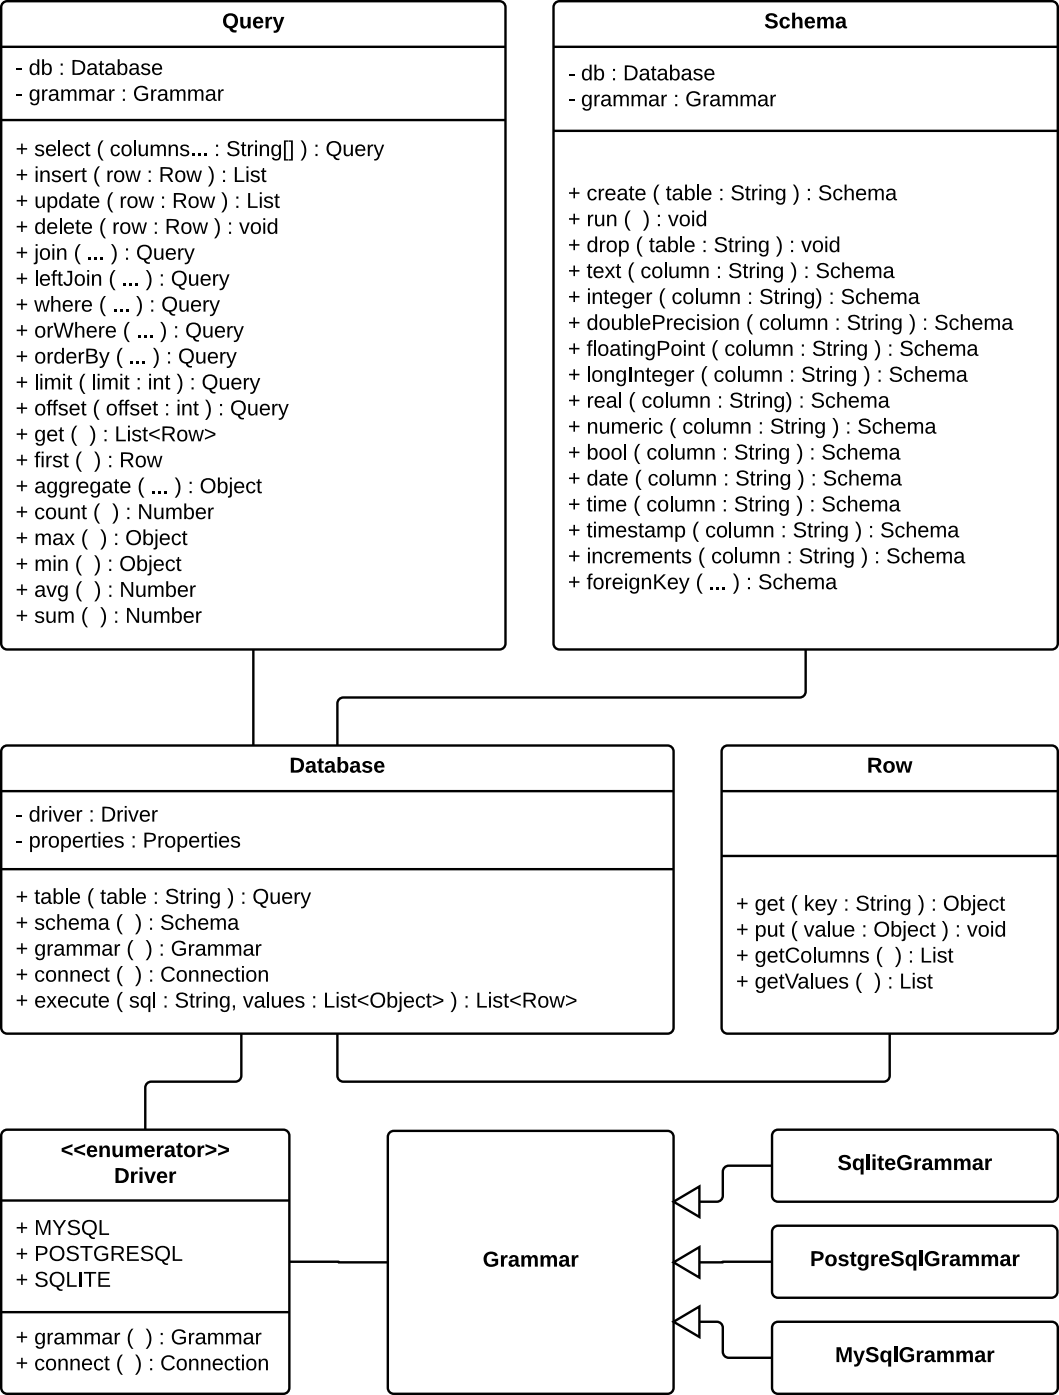 Query
- db : Database
- grammar : Grammar
+ select ( columns... : String[] ) : Query
+ insert ( row : Row ) : List
+ update ( row : Row ) : List
+ delete ( row : Row ) : void
+ join ( ... ) : Query
+ leftJoin ( ... ) : Query
+ where ( ... ) : Query
+ orWhere ( ... ) : Query
+ orderBy ( ... ) : Query
+ limit ( limit : int ) : Query
+ offset ( offset : int ) : Query
+ get (  ) : List<Row>
+ first (  ) : Row
+ aggregate ( ... ) : Object
+ count (  ) : Number
+ max (  ) : Object
+ min (  ) : Object
+ avg (  ) : Number
+ sum (  ) : Number
Schema
- db : Database
- grammar : Grammar
+ create ( table : String ) : Schema
+ run (  ) : void
+ drop ( table : String ) : void
+ text ( column : String ) : Schema
+ integer ( column : String) : Schema
+ doublePrecision ( column : String ) : Schema
+ floatingPoint ( column : String ) : Schema
+ longInteger ( column : String ) : Schema
+ real ( column : String) : Schema
+ numeric ( column : String ) : Schema
+ bool ( column : String ) : Schema
+ date ( column : String ) : Schema
+ time ( column : String ) : Schema
+ timestamp ( column : String ) : Schema
+ increments ( column : String ) : Schema
+ foreignKey ( ... ) : Schema
Database
- driver : Driver
- properties : Properties
+ table ( table : String ) : Query
+ schema (  ) : Schema
+ grammar (  ) : Grammar
+ connect (  ) : Connection
+ execute ( sql : String, values : List<Object> ) : List<Row>
Row
+ get ( key : String ) : Object
+ put ( value : Object ) : void
+ getColumns (  ) : List
+ getValues (  ) : List
<<enumerator>>
Driver
+ MYSQL
+ POSTGRESQL
+ SQLITE
+ grammar (  ) : Grammar
+ connect (  ) : Connection
Grammar
SqliteGrammar
PostgreSqlGrammar
MySqlGrammar